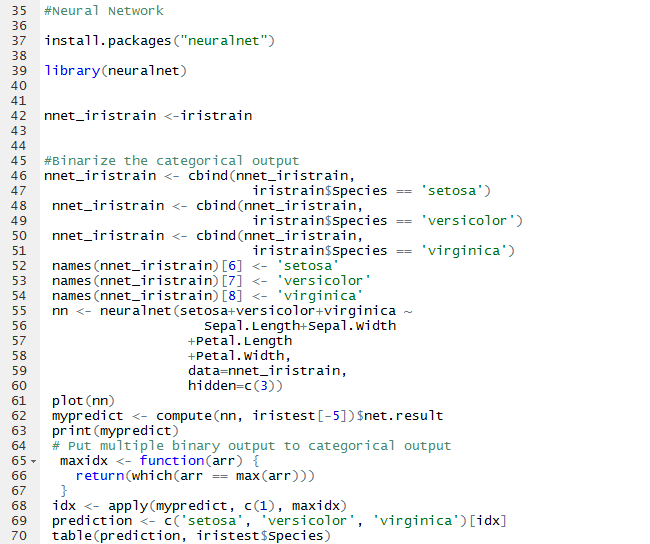 35 #Neural Network
36
37 install.packages("neuralnet")
38
39 library(neuralnet)
40
41
42 nnet_iristrain <-iristrain
43
44
45 #Binarize the categorical output
46 nnet_iristrain <- cbind(nnet_iristrain,
47 iristrain$Species == 'setosa')
48 nnet_iristrain <- cbind(nnet_iristrain,
49 iristrain$Species == 'versicolor')
50 nnet_iristrain <- cbind(nnet_iristrain,
51 iristrain$Species == 'virginica')
52 names(nnet_iristrain)[6] <- 'setosa'
53 names(nnet_iristrain)[7] <- 'versicolor'
54 names(nnet_iristrain)[8] <- 'virginica'
55 nn <- neuralnet(setosa+versicolor+virginica ~
56 Sepal.Length+Sepal.Width
57 +Petal.Length
58 +Petal.Width,
59 data=nnet_iristrain,
60 hidden=c(3))
61 plot(nn)
62 mypredict <- compute(nn, iristest[-5])$net.result
63 print(mypredict)
64 # Put multiple binary output to categorical output
65 maxidx <- function(arr) {
66 return(which(arr == max(arr)))
67 }
68 idx <- apply(mypredict, c(1), maxidx)
69 prediction <- c('setosa', 'versicolor', 'virginica')[idx]
70 table(prediction, iristest$Species)